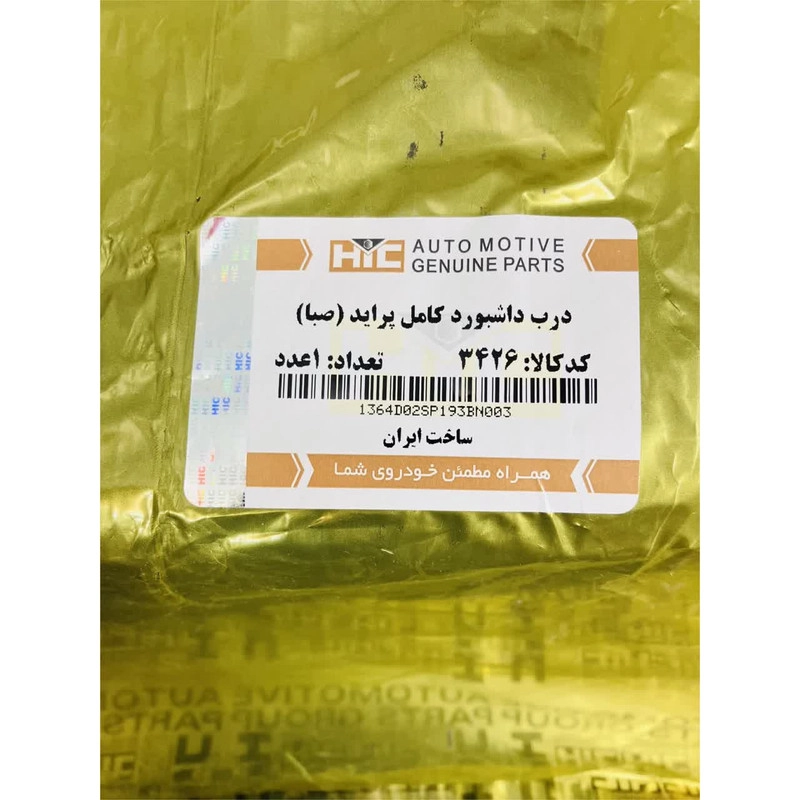 HIC AUTO MOTIVE
GENUINE PARTS
درب داشبورد کامل پراید (صبا)
کدکالا: ۳۴۲۶ تعداد: ۱عدد
1364D02SP193BN003
ساخت ایران
همراه مطمئن خودروی شما